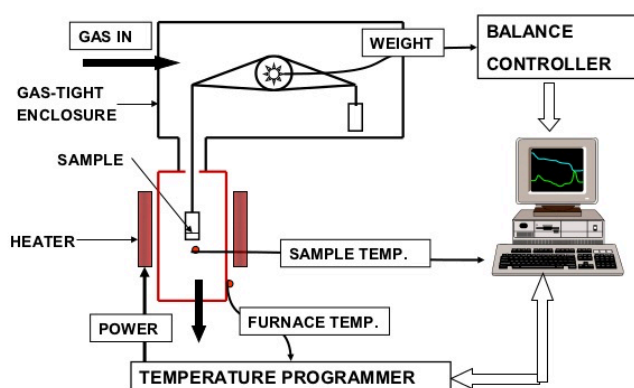 GAS IN
WEIGHT
BALANCE
CONTROLLER
GAS-TIGHT
ENCLOSURE
SAMPLE
HEATER
SAMPLE TEMP.
POWER
FURNACE TEMP.
TEMPERATURE PROGRAMMER